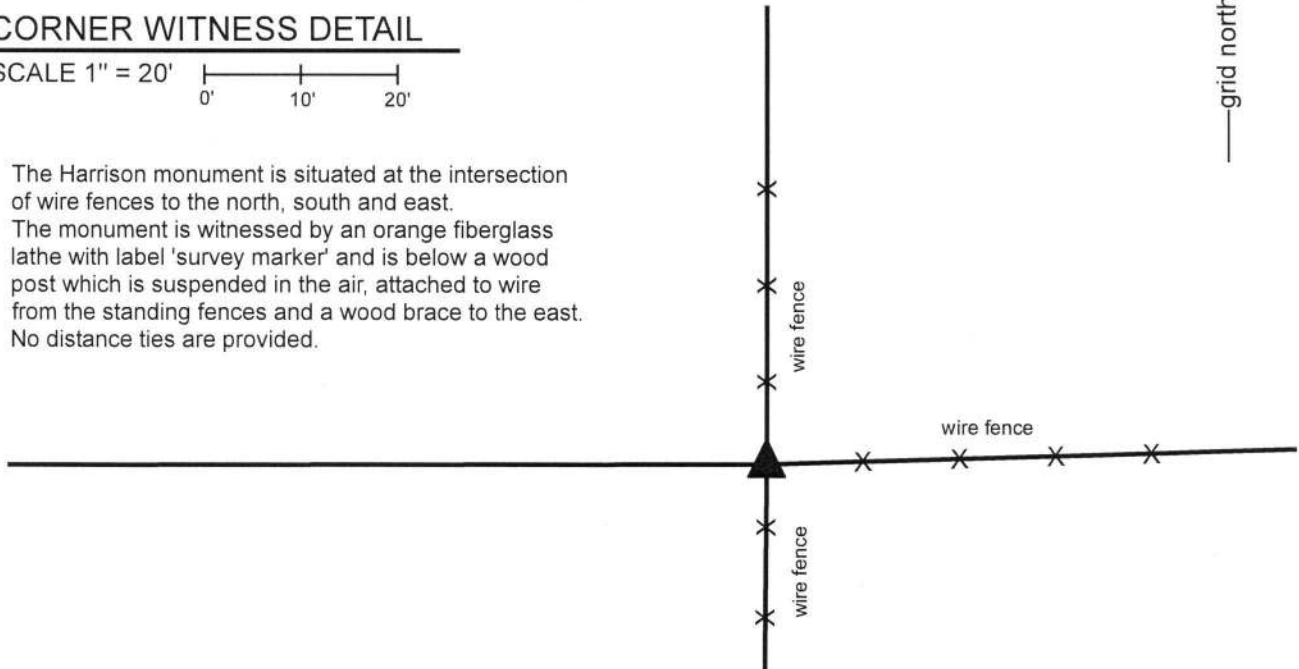 CORNER WITNESS DETAIL
SCALE 1" = 20'
0' 10' 20'
grid north
The Harrison monument is situated at the intersection
of wire fences to the north, south and east.
The monument is witnessed by an orange fiberglass
lathe with label 'survey marker' and is below a wood
post which is suspended in the air, attached to wire
from the standing fences and a wood brace to the east.
No distance ties are provided.
wire fence
wire fence
wire fence